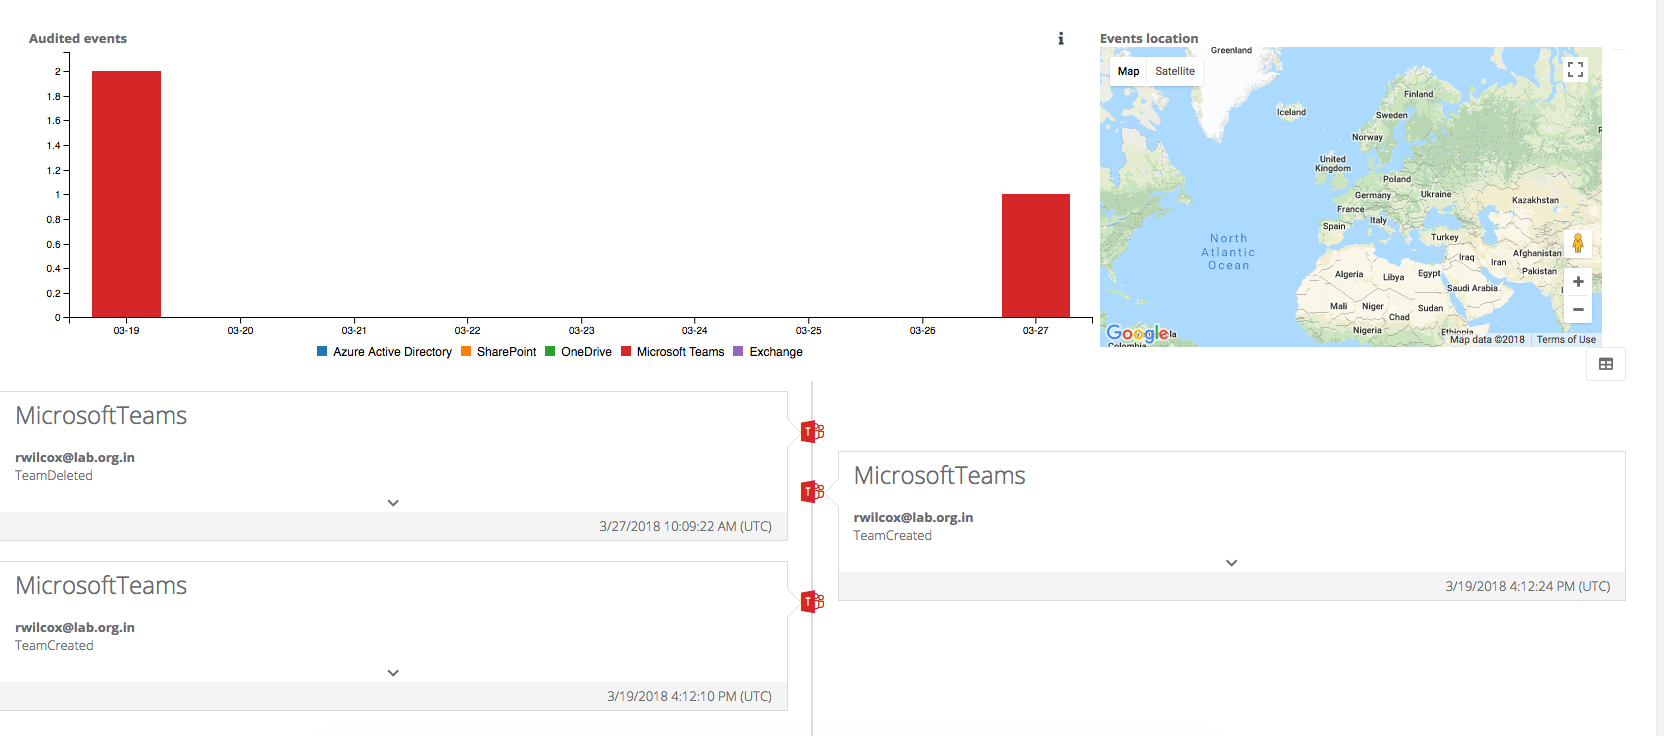 Audited events
i
2
1.8
1.6
1.4
1.2
1
0.8
0.6
0.4
0.2
0
03-19 03-20 03-21 03-22 03-23 03-24 03-25 03-26 03-27
Azure Active Directory SharePoint OneDrive Microsoft Teams Exchange
Events location
Map Satellite
Greenland
Finland
Iceland
Sweden
Norway
United
Kingdom
Poland
Germany
Ukraine
Kazakhstan
France
Italy
Spain
Turkey
North
Atlantic
Ocean
Iraq
Iran
Afghanistan
Pakistan
Algeria
Libya
Egypt
Saudi Arabia
Mali
Niger
Chad
Sudan
Nigeria
Ethiopia
Google
Colombia
Map data ©2018 Terms of Use
MicrosoftTeams
rwilcox@lab.org.in
TeamDeleted
3/27/2018 10:09:22 AM (UTC)
T
MicrosoftTeams
rwilcox@lab.org.in
TeamCreated
3/19/2018 4:12:24 PM (UTC)
T
MicrosoftTeams
rwilcox@lab.org.in
TeamCreated
3/19/2018 4:12:10 PM (UTC)
T